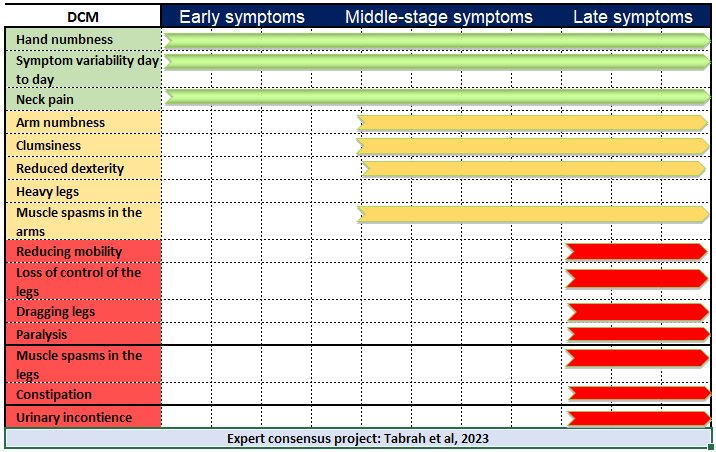 DCM Early symptoms Middle-stage symptoms Late symptoms
Hand numbness
Symptom variability day
to day
Neck pain
Arm numbness
Clumsiness
Reduced dexterity
Heavy legs
Muscle spasms in the
arms
Reducing mobility
Loss of control of the
legs
Dragging legs
Paralysis
Muscle spasms in the
legs
Constipation
Urinary incontience
Expert consensus project: Tabrah et al, 2023